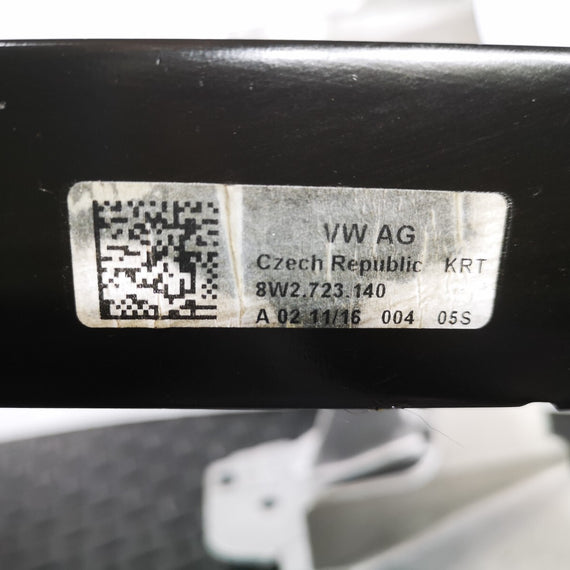 VW AG
Czech Republic KRT
8W2.723.140
A 02 11/16 004 05S